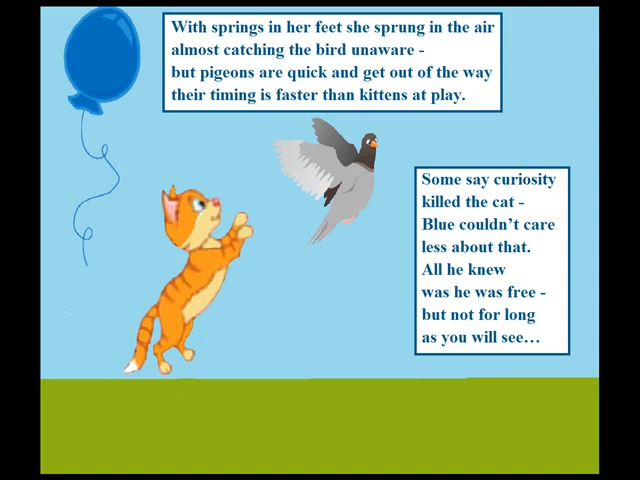 With springs in her feet she sprung in the air
almost catching the bird unaware -
but pigeons are quick and get out of the way
their timing is faster than kittens at play.
Some say curiosity
killed the cat -
Blue couldn't care
less about that.
All he knew
was he was free -
but not for long
as you will see…